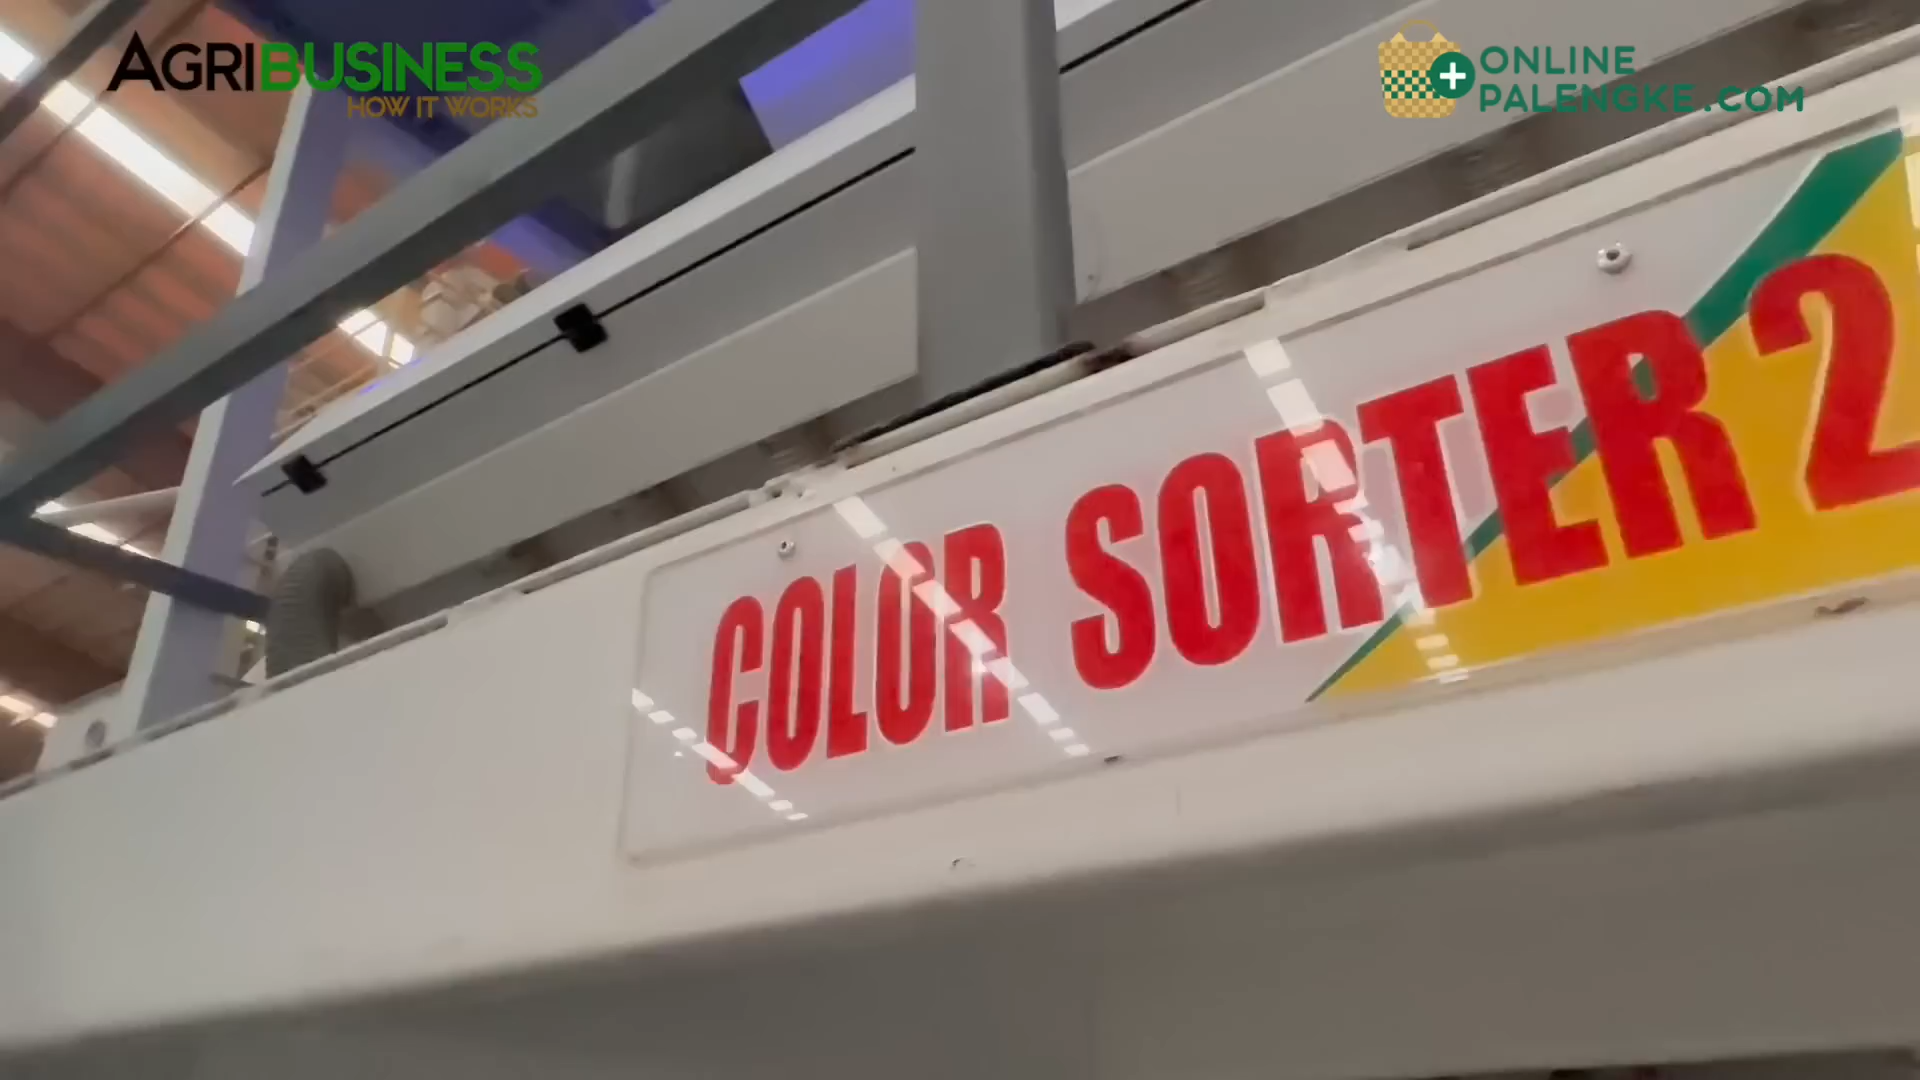 AGRIBUSINESS
HOW IT WORKS
ONLINE
PALENGKE.COM
COLOR SORTER 2